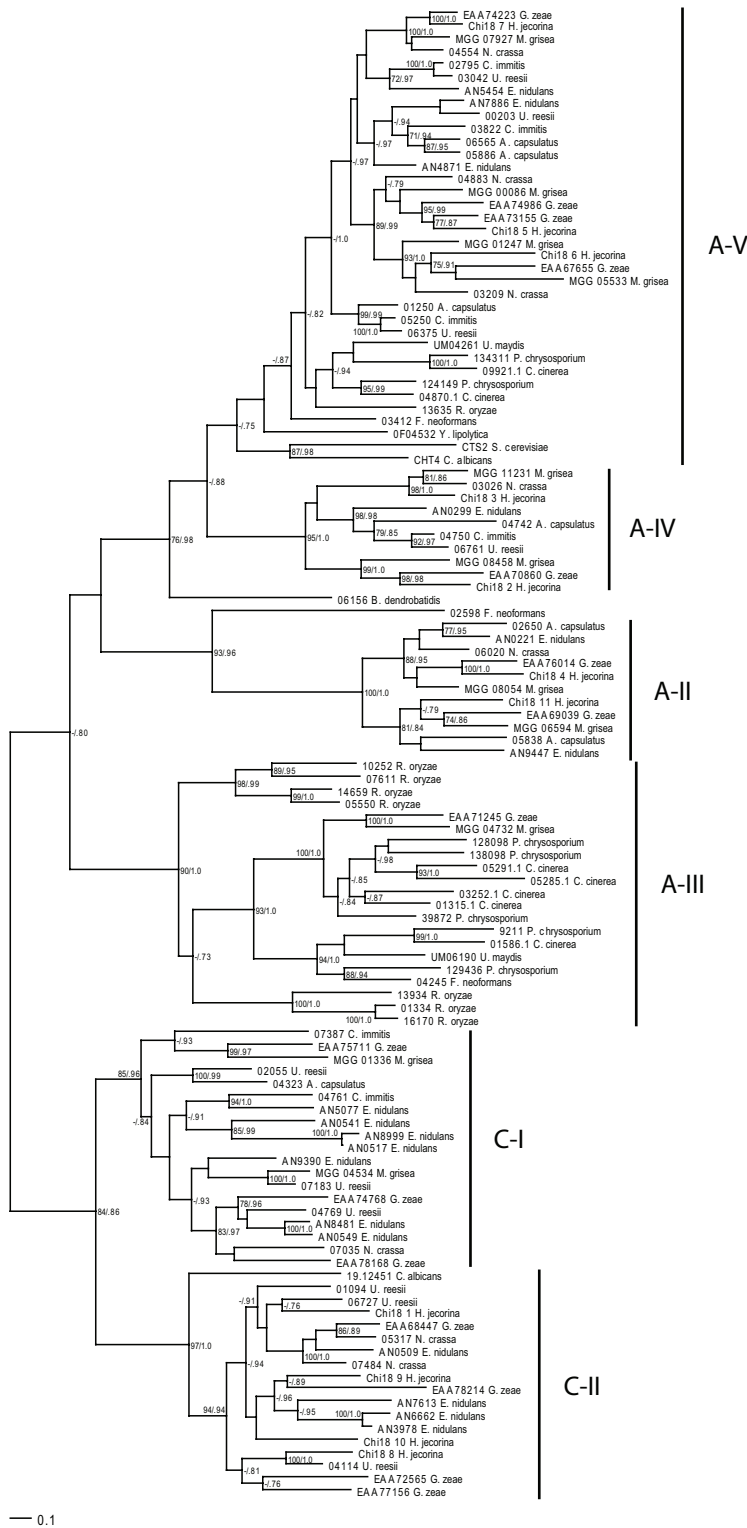 EAA74223 G. zeae
100/1.0
Chi18 7 H. jecorina
100/1.0
MGG 07927 M. grisea
04554 N. crassa
100/1.0
02795 C. immitis
03042 U. reesii
72/.97
AN5454 E. nidulans
AN7886 E. nidulans
00203 U. reesii
-/.94
03822 C. immitis
71/.94
06565 A. capsulatus
-/.97
87/.95
05886 A. capsulatus
-/.97
AN4871 E. nidulans
04883 N. crassa
-/.79
MGG 00086 M. grisea
EAA74986 G. zeae
95/.99
EAA73155 G. zeae
77/.87
89/.99
Chi18 5 H. jecorina
-/1.0
MGG 01247 M. grisea
A-V
93/1.0
Chi18 6 H. jecorina
75/.91
EAA67655 G. zeae
MGG 05533 M. grisea
03209 N. crassa
01250 A. capsulatus
-/.82
99/.99
05250 C. immitis
100/1.0
06375 U. reesii
UM04261 U. maydis
134311 P. chrysosporium
-/.87
100/1.0
-/.94
09921.1 C. cinerea
124149 P. chrysosporium
95/.99
04870.1 C. cinerea
13635 R. oryzae
03412 F. neoformans
-/.75
0F04532 Y. lipolytica
CTS2 S. cerevisiae
87/.98
CHT4 C. albicans
MGG 11231 M. grisea
-/.88
81/.86
03026 N. crassa
98/1.0
Chi18 3 H. jecorina
AN0299 E. nidulans
98/.98
04742 A. capsulatus
A-IV
79/.85
04750 C. immitis
76/.98
95/1.0
92/.97
06761 U. reesii
MGG 08458 M. grisea
99/1.0
EAA70860 G. zeae
98/.98
Chi18 2 H. jecorina
06156 B. dendrobatidis
02598 F. neoformans
02650 A. capsulatus
77/.95
AN0221 E. nidulans
93/.96
06020 N. crassa
88/.95
EAA76014 G. zeae
100/1.0
Chi18 4 H. jecorina
100/1.0
MGG 08054 M. grisea
A-II
Chi18 11 H. jecorina
-/.79
EAA69039 G. zeae
74/.86
MGG 06594 M. grisea
81/.84
-/.80
05838 A. capsulatus
AN9447 E. nidulans
10252 R. oryzae
89/.95
07611 R. oryzae
98/.99
14659 R. oryzae
99/1.0
05550 R. oryzae
EAA71245 G. zeae
100/1.0
MGG 04732 M. grisea
128098 P. chrysosporium
100/1.0
-/.98
138098 P. chrysosporium
05291.1 C. cinerea
90/1.0
93/1.0
-/.85
05285.1 C. cinerea
A-III
03252.1 C. cinerea
-/.87
-/.84
01315.1 C. cinerea
93/1.0
39872 P. chrysosporium
9211 P. chrysosporium
99/1.0
01586.1 C. cinerea
-/.73
94/1.0
UM06190 U. maydis
129436 P. chrysosporium
88/.94
04245 F. neoformans
13934 R. oryzae
100/1.0
01334 R. oryzae
100/1.0
16170 R. oryzae
07387 C. immitis
-/.93
EAA75711 G. zeae
99/.97
MGG 01336 M. grisea
85/.96
02055 U. reesii
100/.99
04323 A. capsulatus
04761 C. immitis
94/1.0
AN5077 E. nidulans
-/.84
-/.91
AN0541 E. nidulans
85/.99
100/1.0
AN8999 E. nidulans
AN0517 E. nidulans
C-I
AN9390 E. nidulans
MGG 04534 M. grisea
100/1.0
07183 U. reesii
-/.93
EAA74768 G. zeae
78/.96
04769 U. reesii
84/.86
AN8481 E. nidulans
83/.97
100/1.0
AN0549 E. nidulans
07035 N. crassa
EAA78168 G. zeae
19.12451 C. albicans
01094 U. reesii
-/.91
06727 U. reesii
-/.76
Chi18 1 H. jecorina
EAA68447 G. zeae
86/.89
05317 N. crassa
97/1.0
AN0509 E. nidulans
100/1.0
-/.94
07484 N. crassa
Chi18 9 H. jecorina
-/.89
EAA78214 G. zeae
C-II
-/.96
AN7613 E. nidulans
-/.95
94/.94
100/1.0
AN6662 E. nidulans
AN3978 E. nidulans
Chi18 10 H. jecorina
Chi18 8 H. jecorina
100/1.0
04114 U. reesii
-/.81
EAA72565 G. zeae
-/.76
EAA77156 G. zeae
0.1